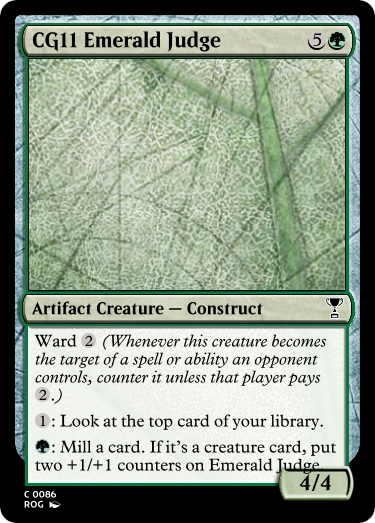 CG11 Emerald Judge 5
Artifact Creature — Construct
Ward 2 (Whenever this creature becomes
the target of a spell or ability an opponent
controls, counter it unless that player pays
2.)
1: Look at the top card of your library.
: Mill a card. If it's a creature card, put
two +1/+1 counters on Emerald Judge.
4/4
C 0086
ROG